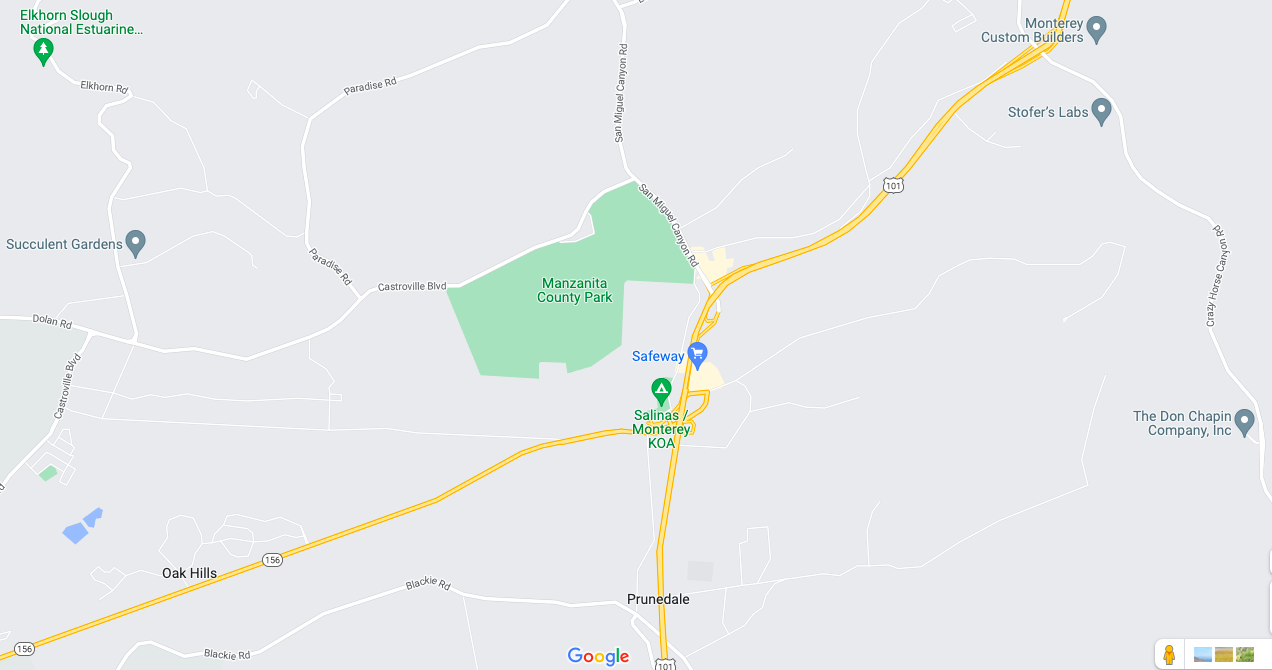 Elkhorn Slough
National Estuarine...
Elkhorn Rd
Paradise Rd
San Miguel Canyon Rd
Monterey
Custom Builders
Stofer's Labs
101
San Miguel Canyon Rd
Succulent Gardens
Paradise Rd
Castroville Blvd
Manzanita
County Park
Crazy Horse Canyon Rd
Dolan Rd
Castroville Blvd
Safeway
Salinas /
Monterey
KOA
The Don Chapin
Company, Inc
156
Oak Hills
Blackie Rd
Prunedale
156
Blackie Rd
Google
101